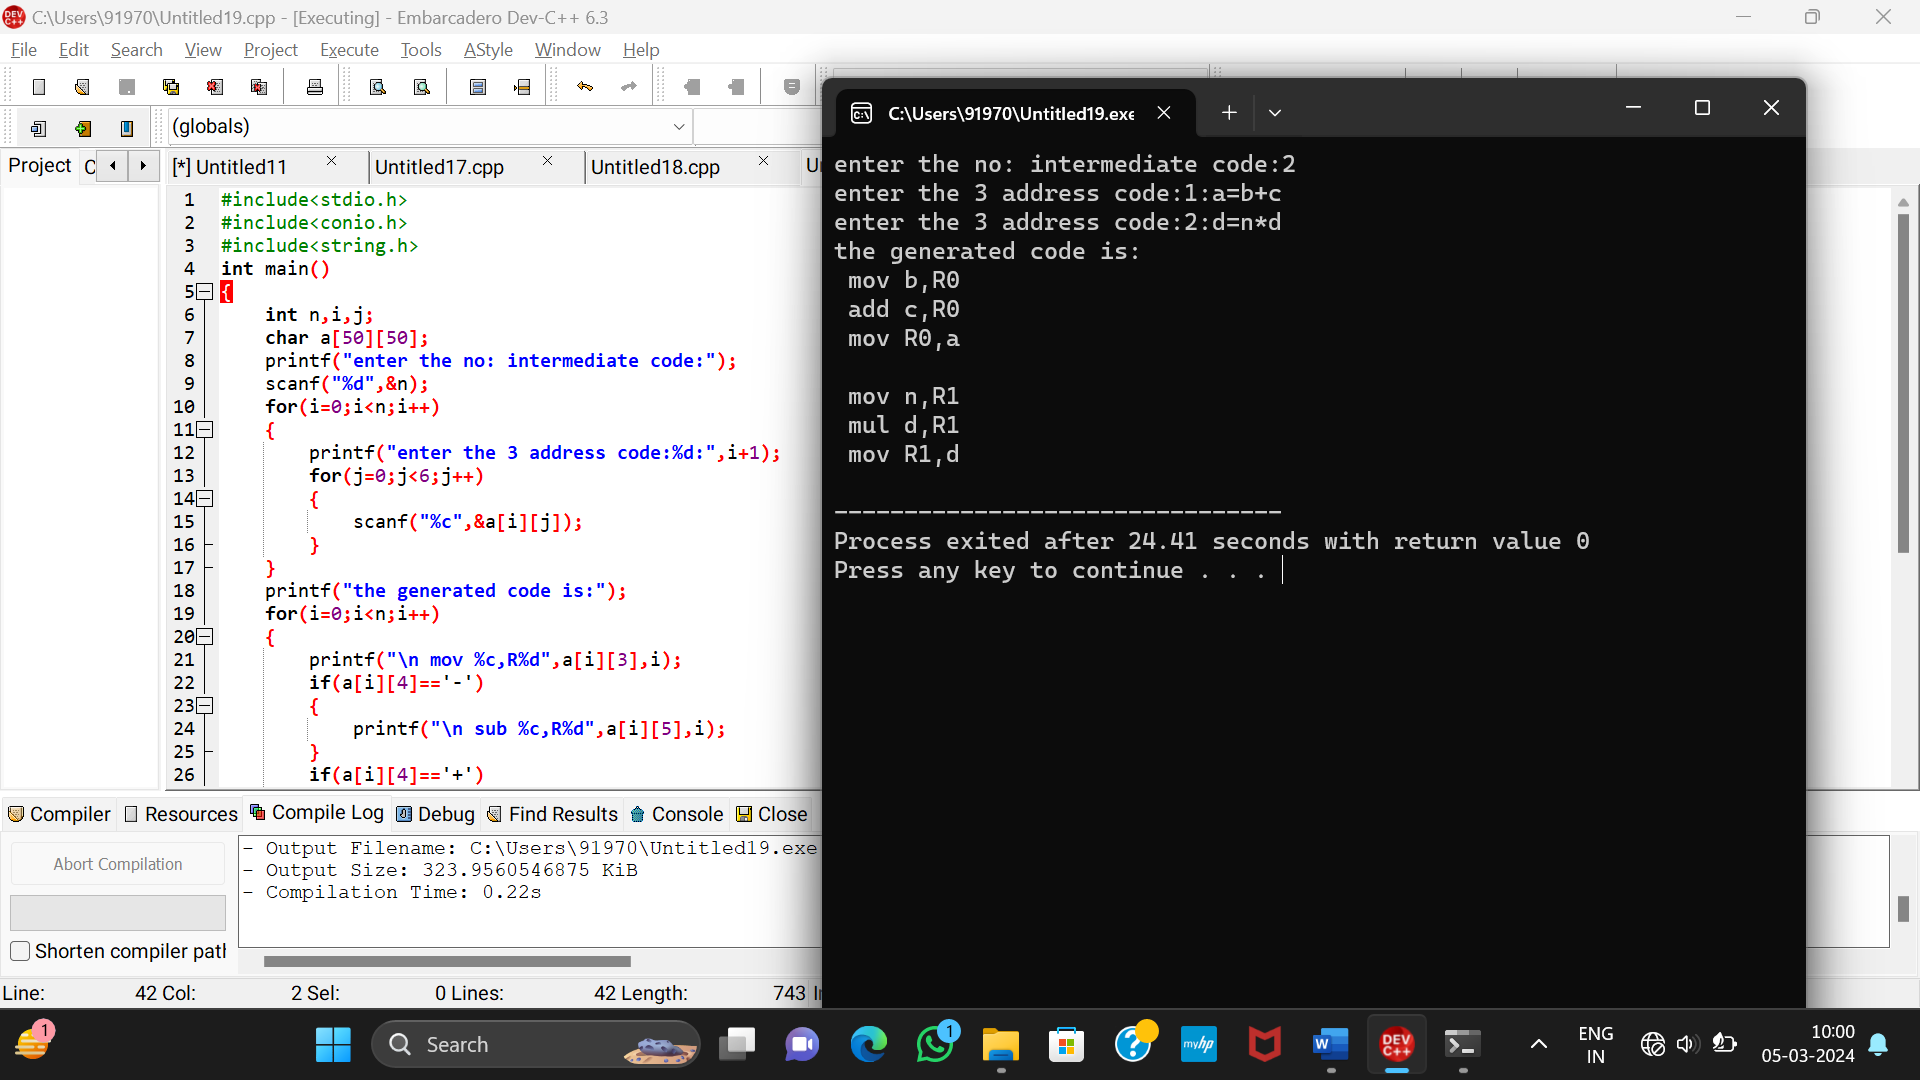 C:\Users\91970\Untitled19.cpp - [Executing] - Embarcadero Dev-C++ 6.3
File Edit Search View Project Execute Tools AStyle Window Help
(globals)
Project C [*] Untitled11 Untitled17.cpp Untitled18.cpp
1 #include<stdio.h>
2 #include<conio.h>
3 #include<string.h>
4 int main()
5 {
6 int n,i,j;
7 char a[50][50];
8 printf("enter the no: intermediate code:");
9 scanf("%d",&n);
10 for(i=0;i<n;i++)
11 {
12 printf("enter the 3 address code:%d:",i+1);
13 for(j=0;j<6;j++)
14 {
15 scanf("%c",&a[i][j]);
16 }
17 }
18 printf("the generated code is:");
19 for(i=0;i<n;i++)
20 {
21 printf("\n mov %c,R%d",a[i][3],i);
22 if(a[i][4]=='-')
23 {
24 printf("\n sub %c,R%d",a[i][5],i);
25 }
26 if(a[i][4]=='+')
C:\Users\91970\Untitled19.exe
enter the no: intermediate code:2
enter the 3 address code:1:a=b+c
enter the 3 address code:2:d=n*d
the generated code is:
mov b,R0
add c,R0
mov R0,a
mov n,R1
mul d,R1
mov R1,d
--------------------------------
Process exited after 24.41 seconds with return value 0
Press any key to continue . . .
Compiler Resources Compile Log Debug Find Results Console Close
Abort Compilation
Shorten compiler path
- Output Filename: C:\Users\91970\Untitled19.exe
- Output Size: 323.9560546875 KiB
- Compilation Time: 0.22s
Line: 42 Col: 2 Sel: 0 Lines: 42 Length: 743
1
Search
1
myhp
W
DEV C++
ENG
IN
10:00
05-03-2024